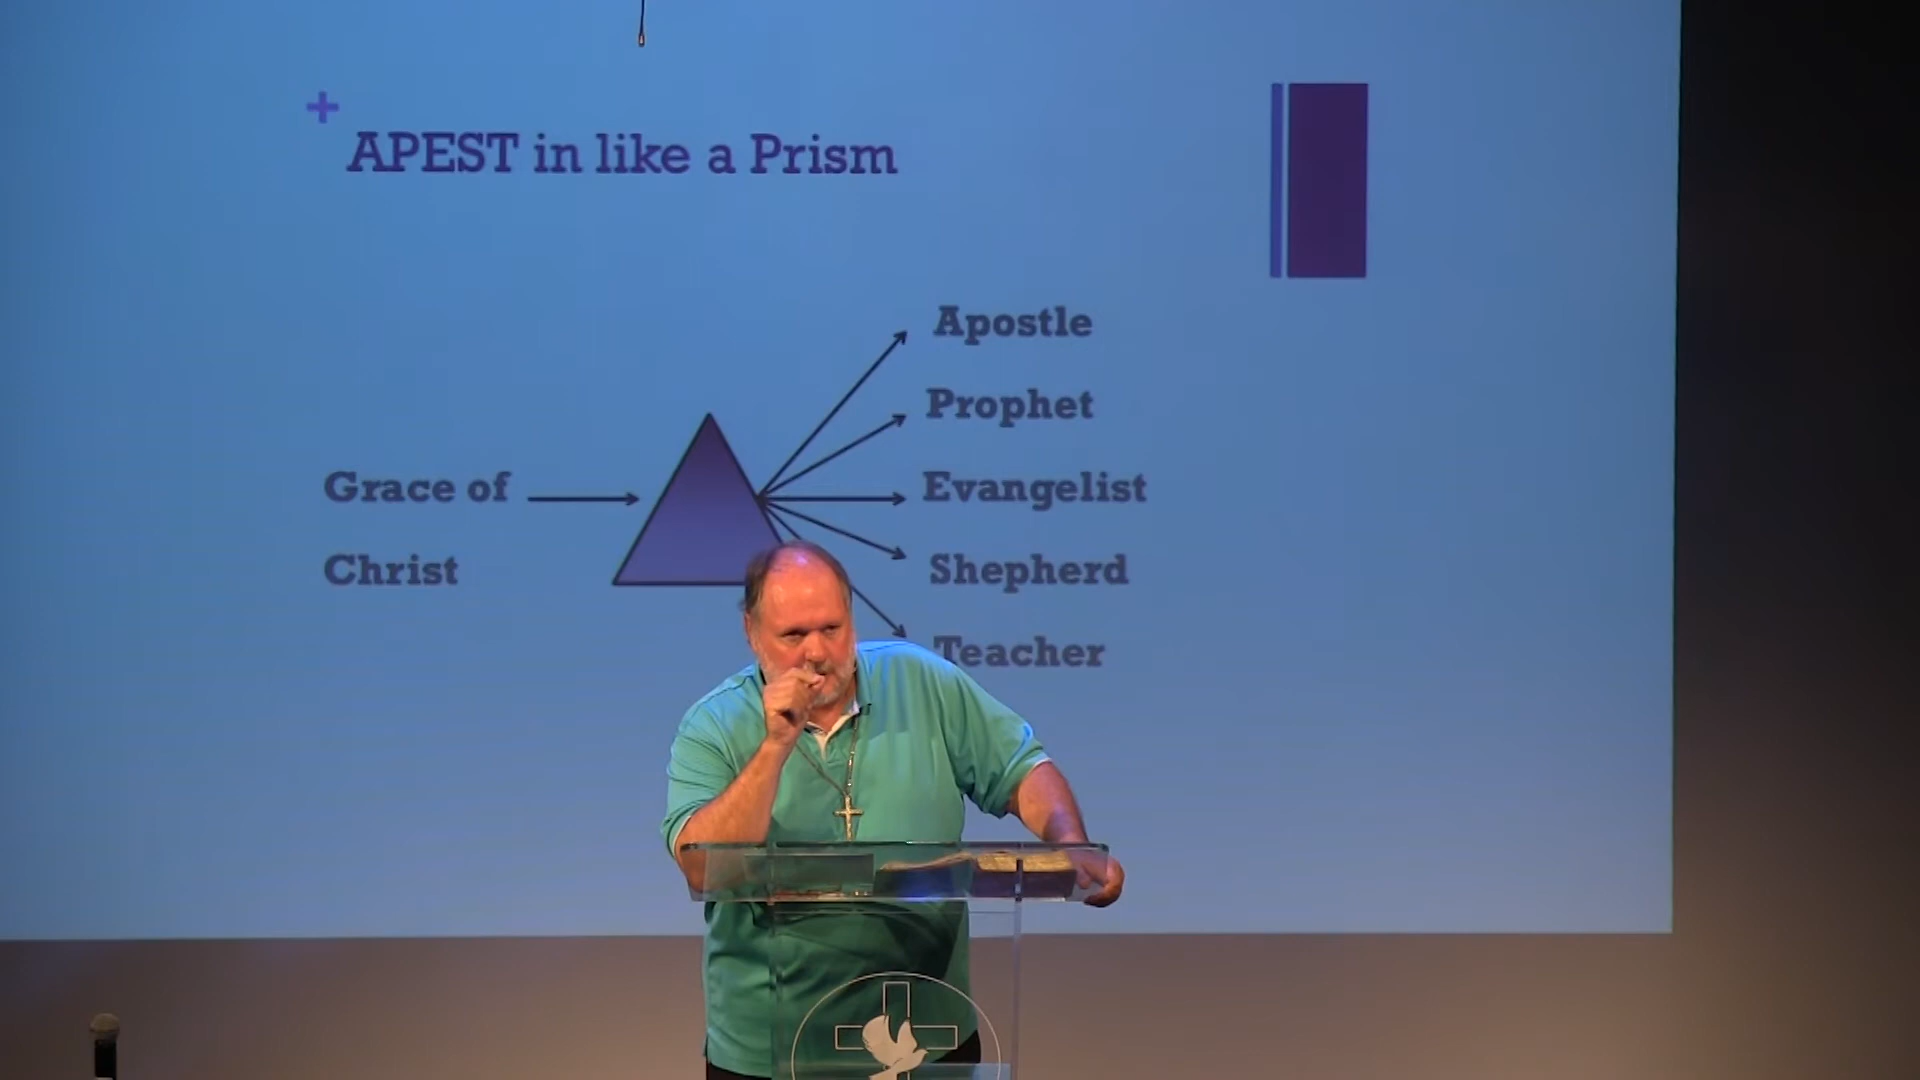 +
APEST in like a Prism
Apostle
Prophet
Grace of
Evangelist
Christ
Shepherd
Teacher